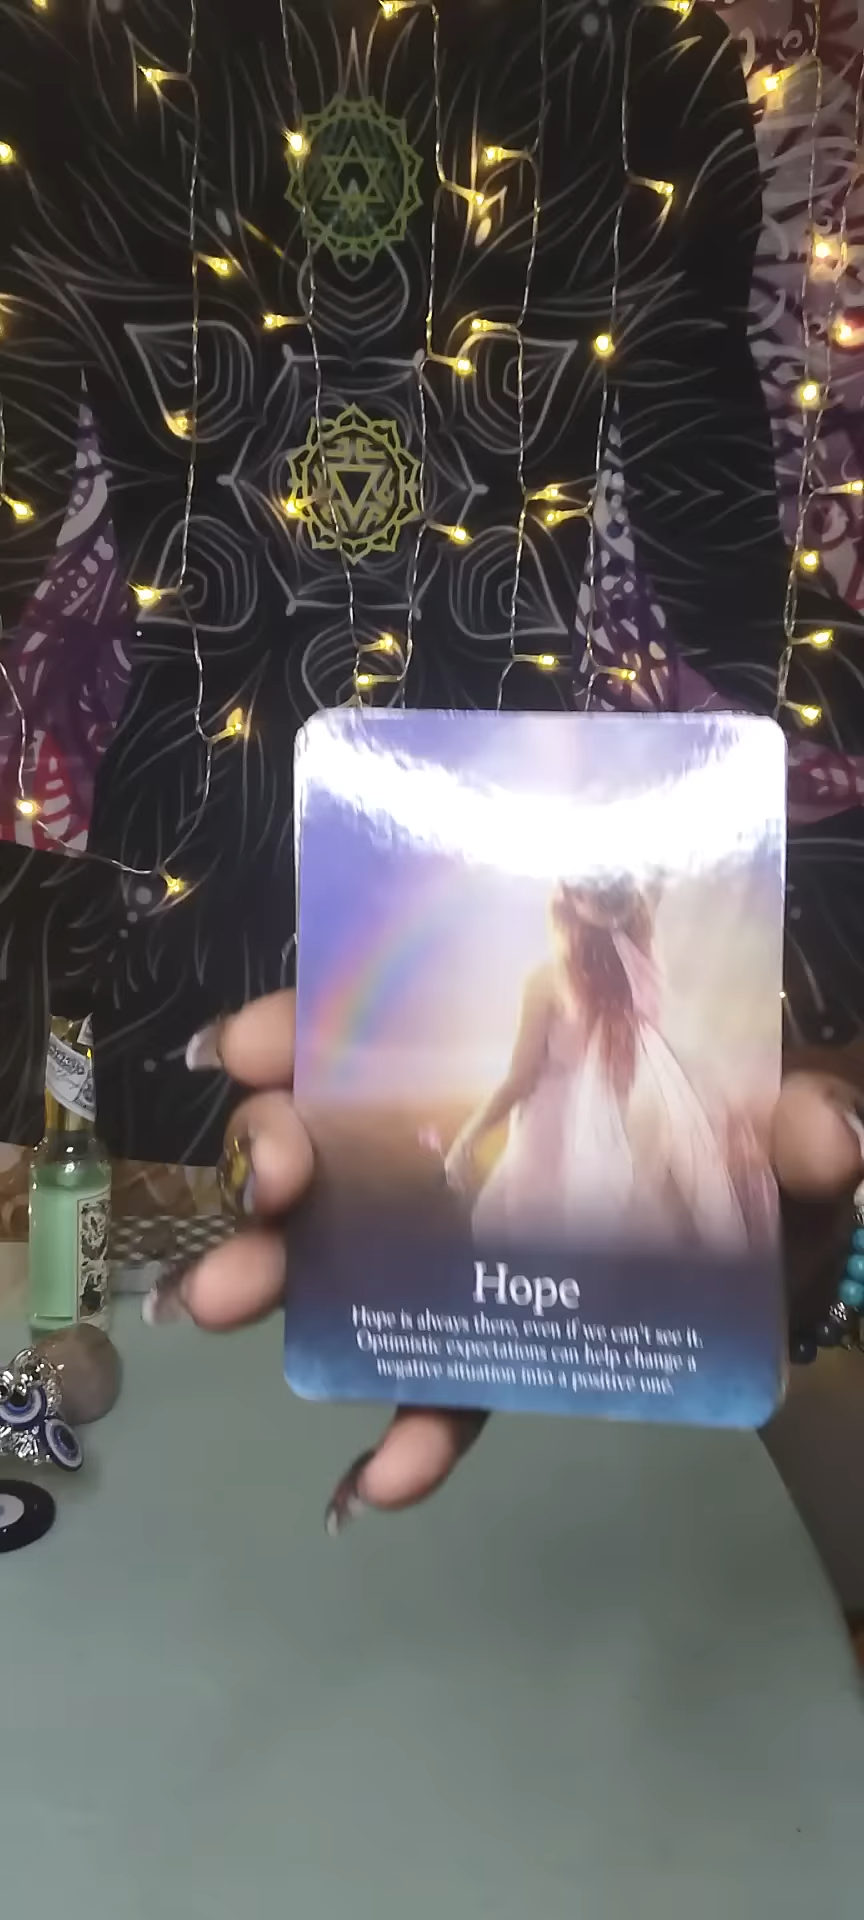 Hope
Hope is always there, even if we can't see it.
Optimistic expectations can help change a
negative situation into a positive one.